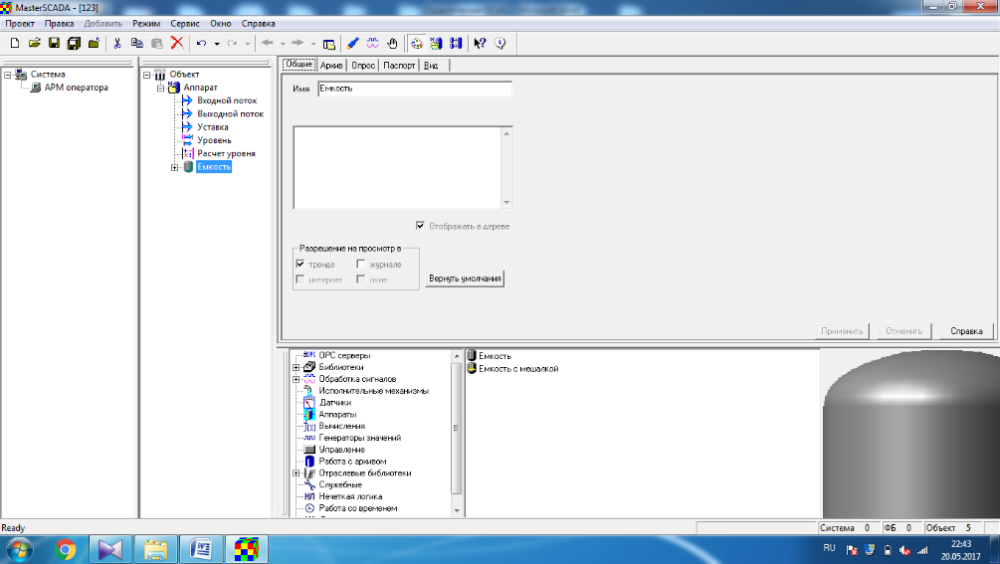 MasterSCADA - [123]
Проект Правка Добавить Режим Сервис Окно Справка
Система
АРМ оператора
Объект
Аппарат
Входной поток
Выходной поток
Уставка
Уровень
Расчет уровня
Емкость
Общие Архив Опрос Паспорт Вид
Имя Емкость
Отображать в дереве
Разрешение на просмотр в
тренде журнале
интернет окне
Вернуть умолчания
Применить Отменить Справка
OPC серверы
Библиотеки
Обработка сигналов
Исполнительные механизмы
Датчики
Аппараты
Вычисления
Генераторы значений
Управление
Работа с архивом
Отраслевые библиотеки
Служебные
Нечеткая логика
Работа со временем
Емкость
Емкость с мешалкой
Ready
Система 0 ФБ 0 Объект 5
RU
22:43
20.05.2017